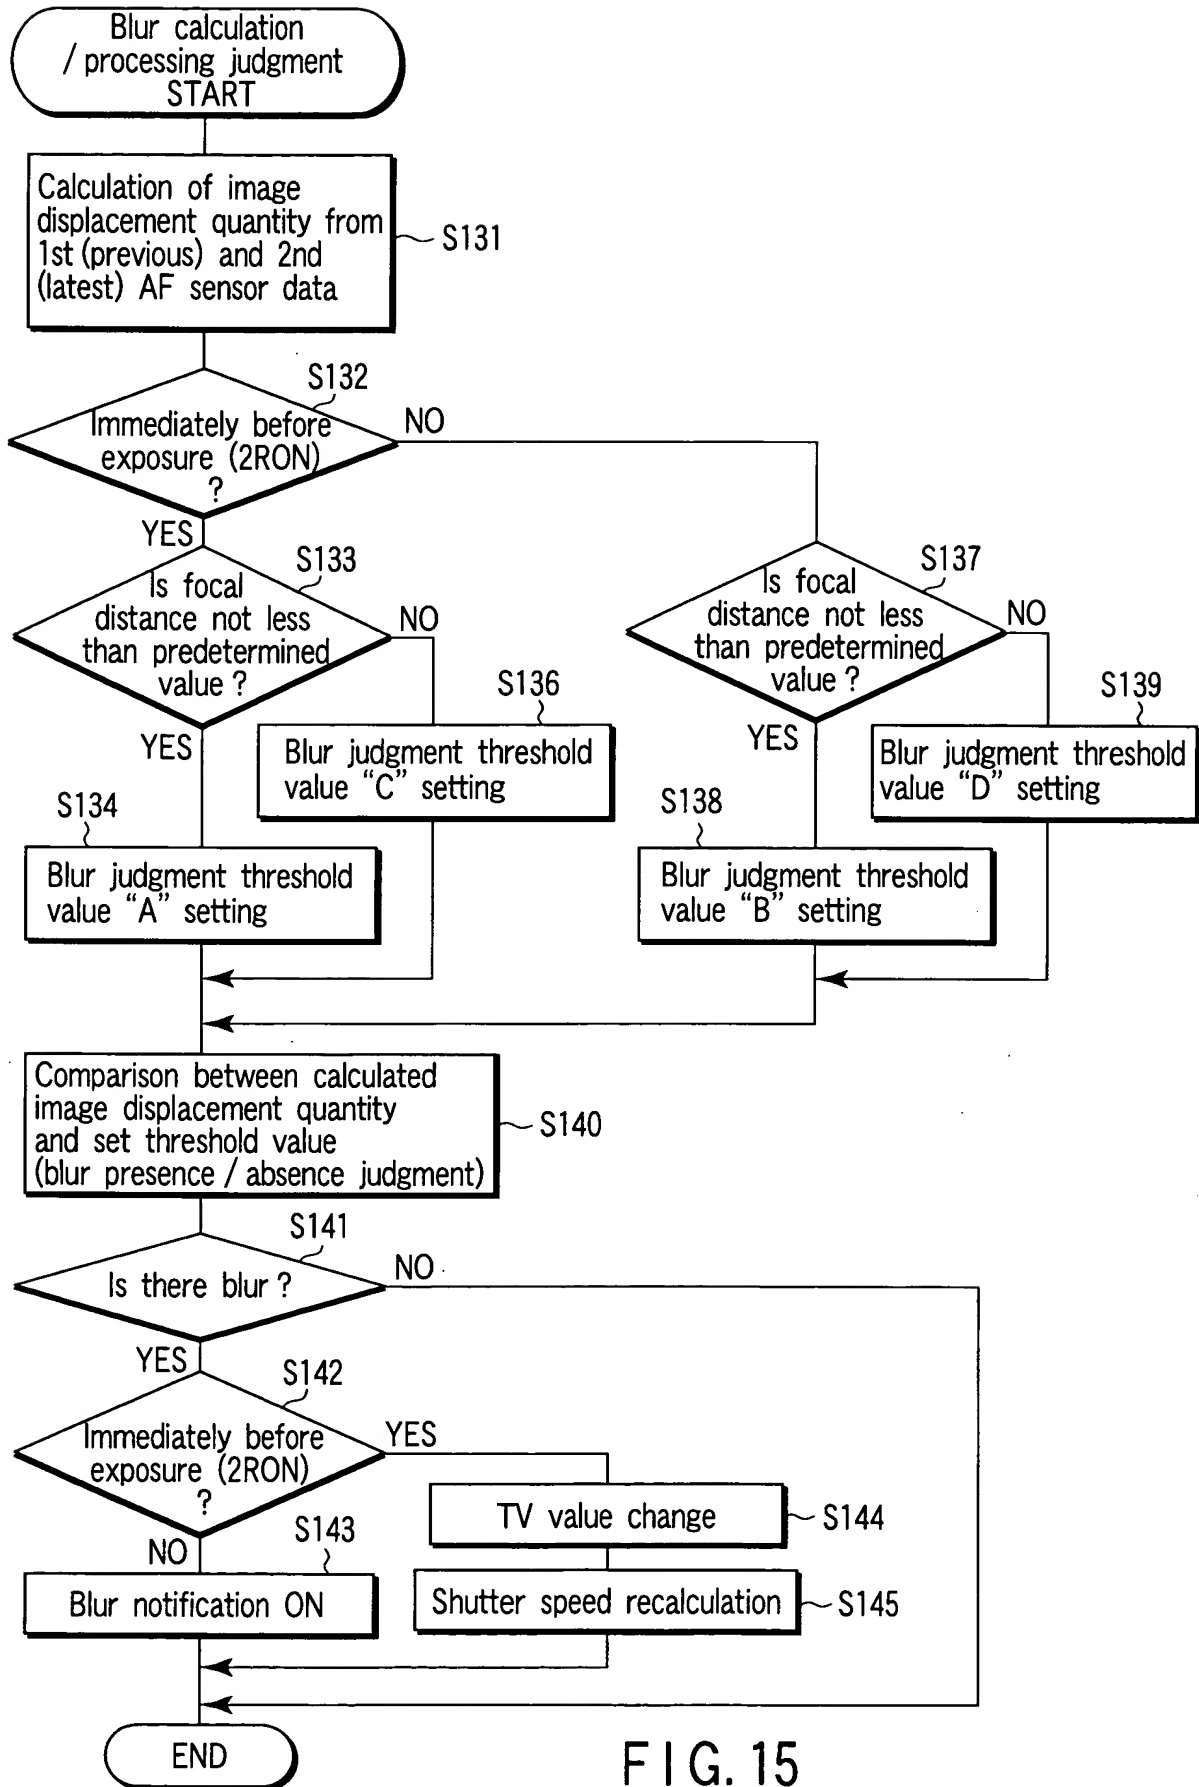 Blur calculation
/ processing judgment
START
Calculation of image
displacement quantity from
1st (previous) and 2nd
(latest) AF sensor data
S131
S132
Immediately before
exposure (2RON)
?
NO
YES
S133
Is focal
distance not less
than predetermined
value ?
NO
YES
S136
Blur judgment threshold
value “C” setting
S134
Blur judgment threshold
value “A” setting
S137
Is focal
distance not less
than predetermined
value ?
NO
YES
S139
Blur judgment threshold
value “D” setting
S138
Blur judgment threshold
value “B” setting
Comparison between calculated
image displacement quantity
and set threshold value
(blur presence / absence judgment)
S140
S141
Is there blur ?
NO
YES
S142
Immediately before
exposure (2RON)
?
YES
NO
S143
Blur notification ON
TV value change
S144
Shutter speed recalculation
S145
END
FIG. 15